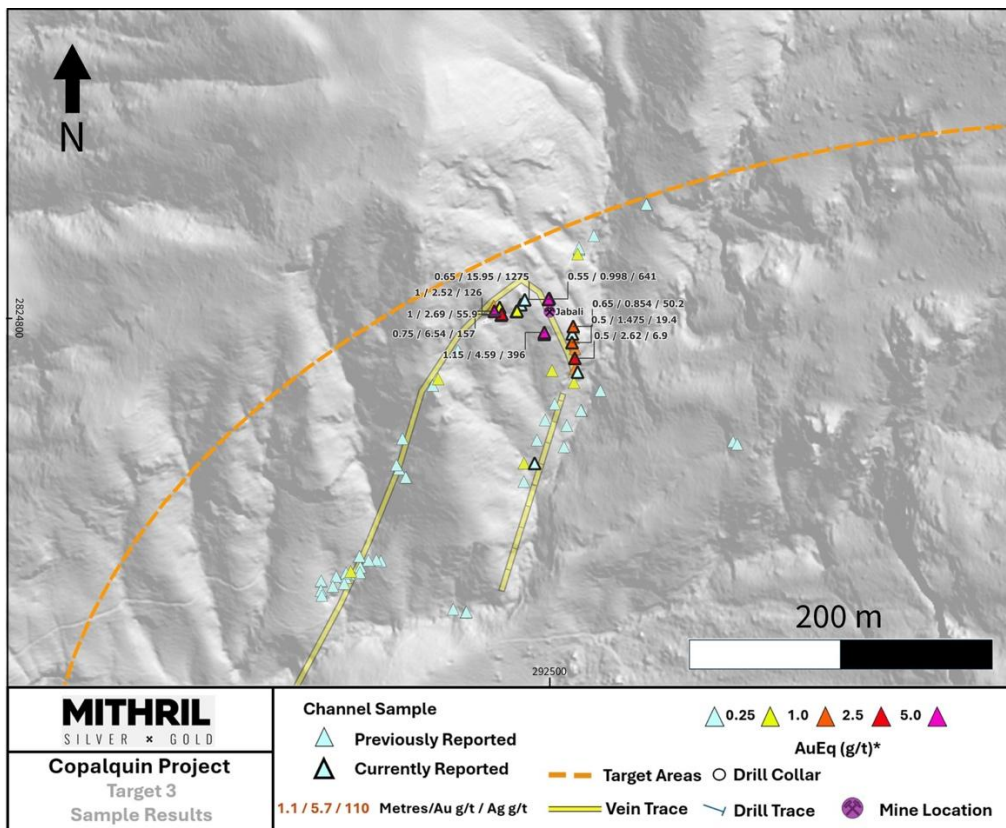 N
0.65 / 15.95 / 1275
0.55 / 0.998 / 641
1 / 2.52 / 126
0.65 / 0.854 / 50.2
1 / 2.69 / 55.9
Jabali
0.5 / 1.475 / 19.4
0.75 / 6.54 / 157
0.5 / 2.62 / 6.9
1.15 / 4.59 / 396
2824800
200 m
292500
MITHRIL
SILVER × GOLD
Copalquin Project
Target 3
Sample Results
Channel Sample
Previously Reported
Currently Reported
1.1 / 5.7 / 110 Metres/Au g/t / Ag g/t
0.25 1.0 2.5 5.0
AuEq (g/t)*
Target Areas
Drill Collar
Vein Trace
Drill Trace
Mine Location